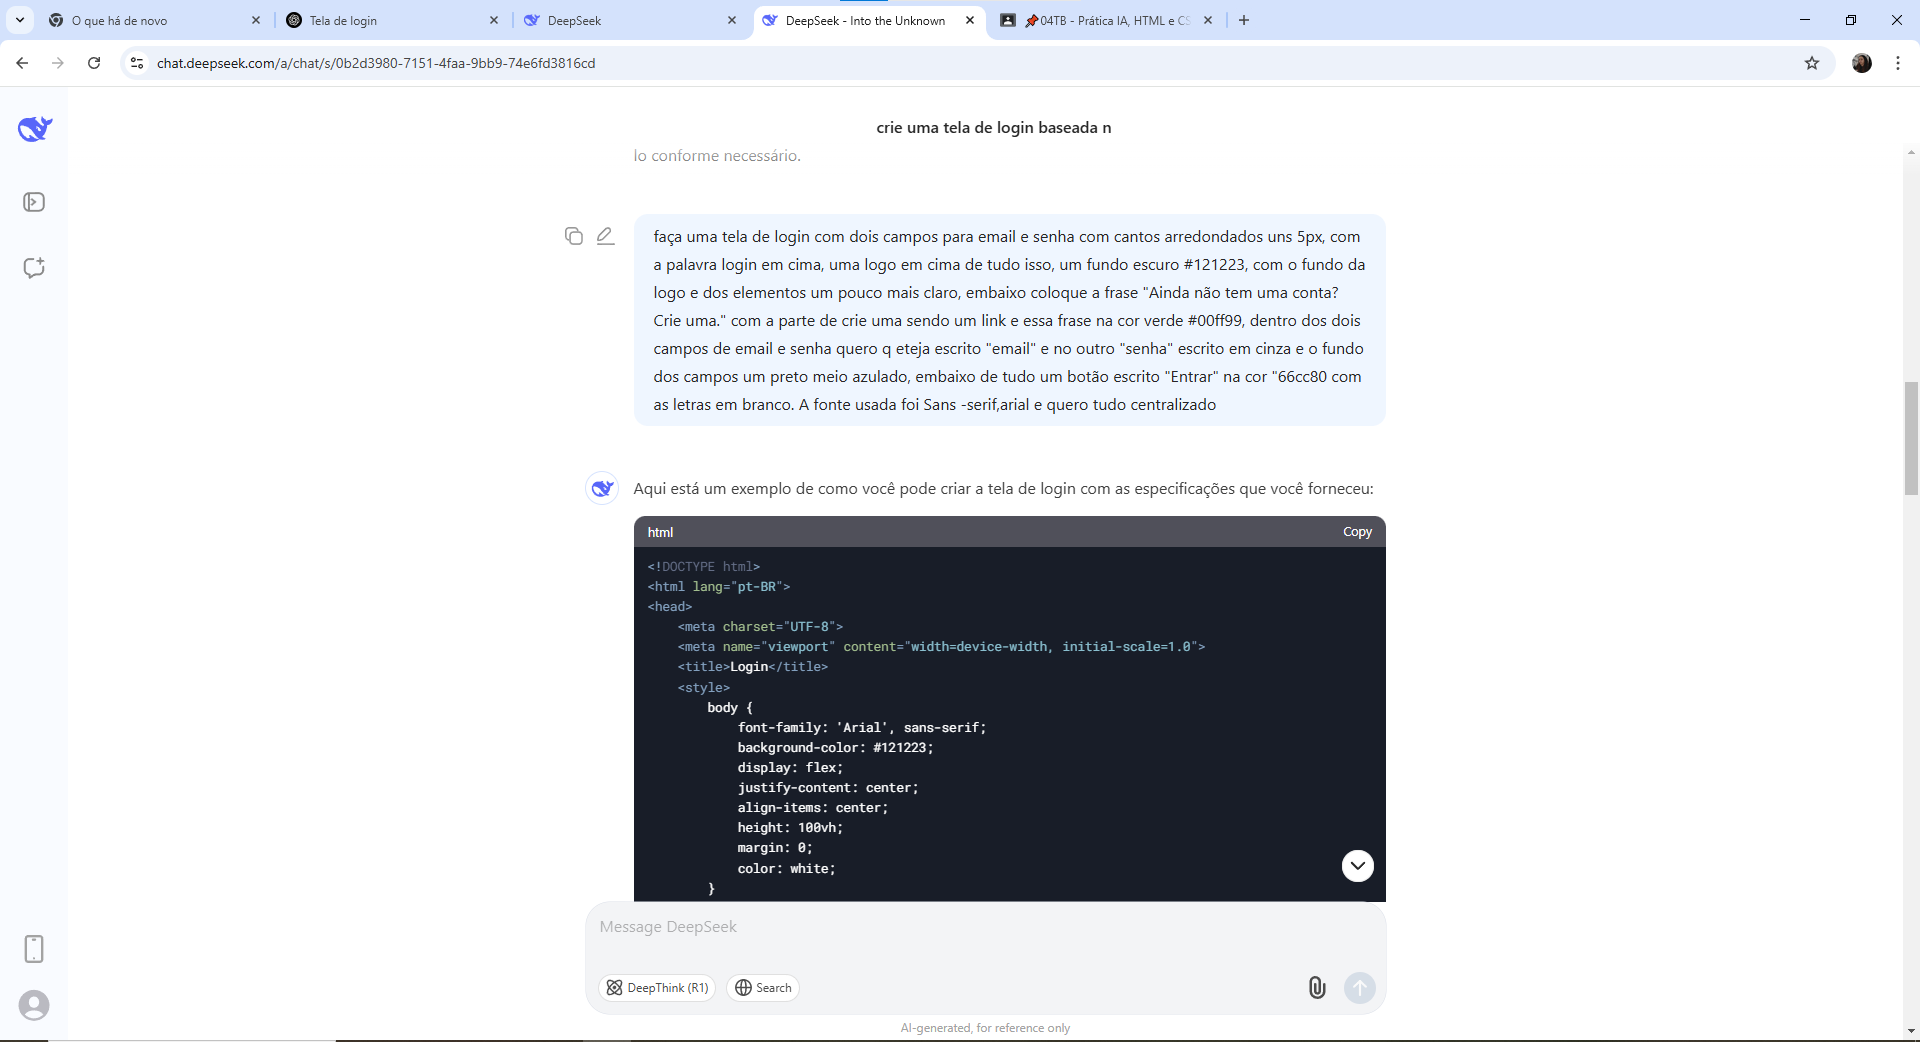 O que há de novo
Tela de login
DeepSeek
DeepSeek - Into the Unknown
04TB - Prática IA, HTML e CS
chat.deepseek.com/a/chat/s/0b2d3980-7151-4faa-9bb9-74e6fd3816cd
crie uma tela de login baseada n
lo conforme necessário.
faça uma tela de login com dois campos para email e senha com cantos arredondados uns 5px, com
a palavra login em cima, uma logo em cima de tudo isso, um fundo escuro #121223, com o fundo da
logo e dos elementos um pouco mais claro, embaixo coloque a frase "Ainda não tem uma conta?
Crie uma." com a parte de crie uma sendo um link e essa frase na cor verde #00ff99, dentro dos dois
campos de email e senha quero q eteja escrito "email" e no outro "senha" escrito em cinza e o fundo
dos campos um preto meio azulado, embaixo de tudo um botão escrito "Entrar" na cor "66cc80 com
as letras em branco. A fonte usada foi Sans -serif,arial e quero tudo centralizado
Aqui está um exemplo de como você pode criar a tela de login com as especificações que você forneceu:
html
Copy
<!DOCTYPE html>
<html lang="pt-BR">
<head>
<meta charset="UTF-8">
<meta name="viewport" content="width=device-width, initial-scale=1.0">
<title>Login</title>
<style>
body {
font-family: 'Arial', sans-serif;
background-color: #121223;
display: flex;
justify-content: center;
align-items: center;
height: 100vh;
margin: 0;
color: white;
}
Message DeepSeek
DeepThink (R1)
Search
AI-generated, for reference only